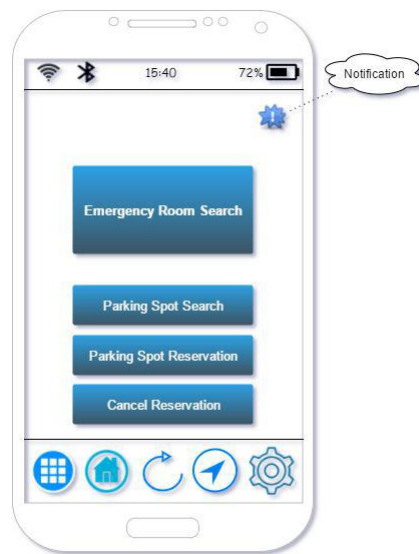 15:40
72%
Notification
!
Emergency Room Search
Parking Spot Search
Parking Spot Reservation
Cancel Reservation